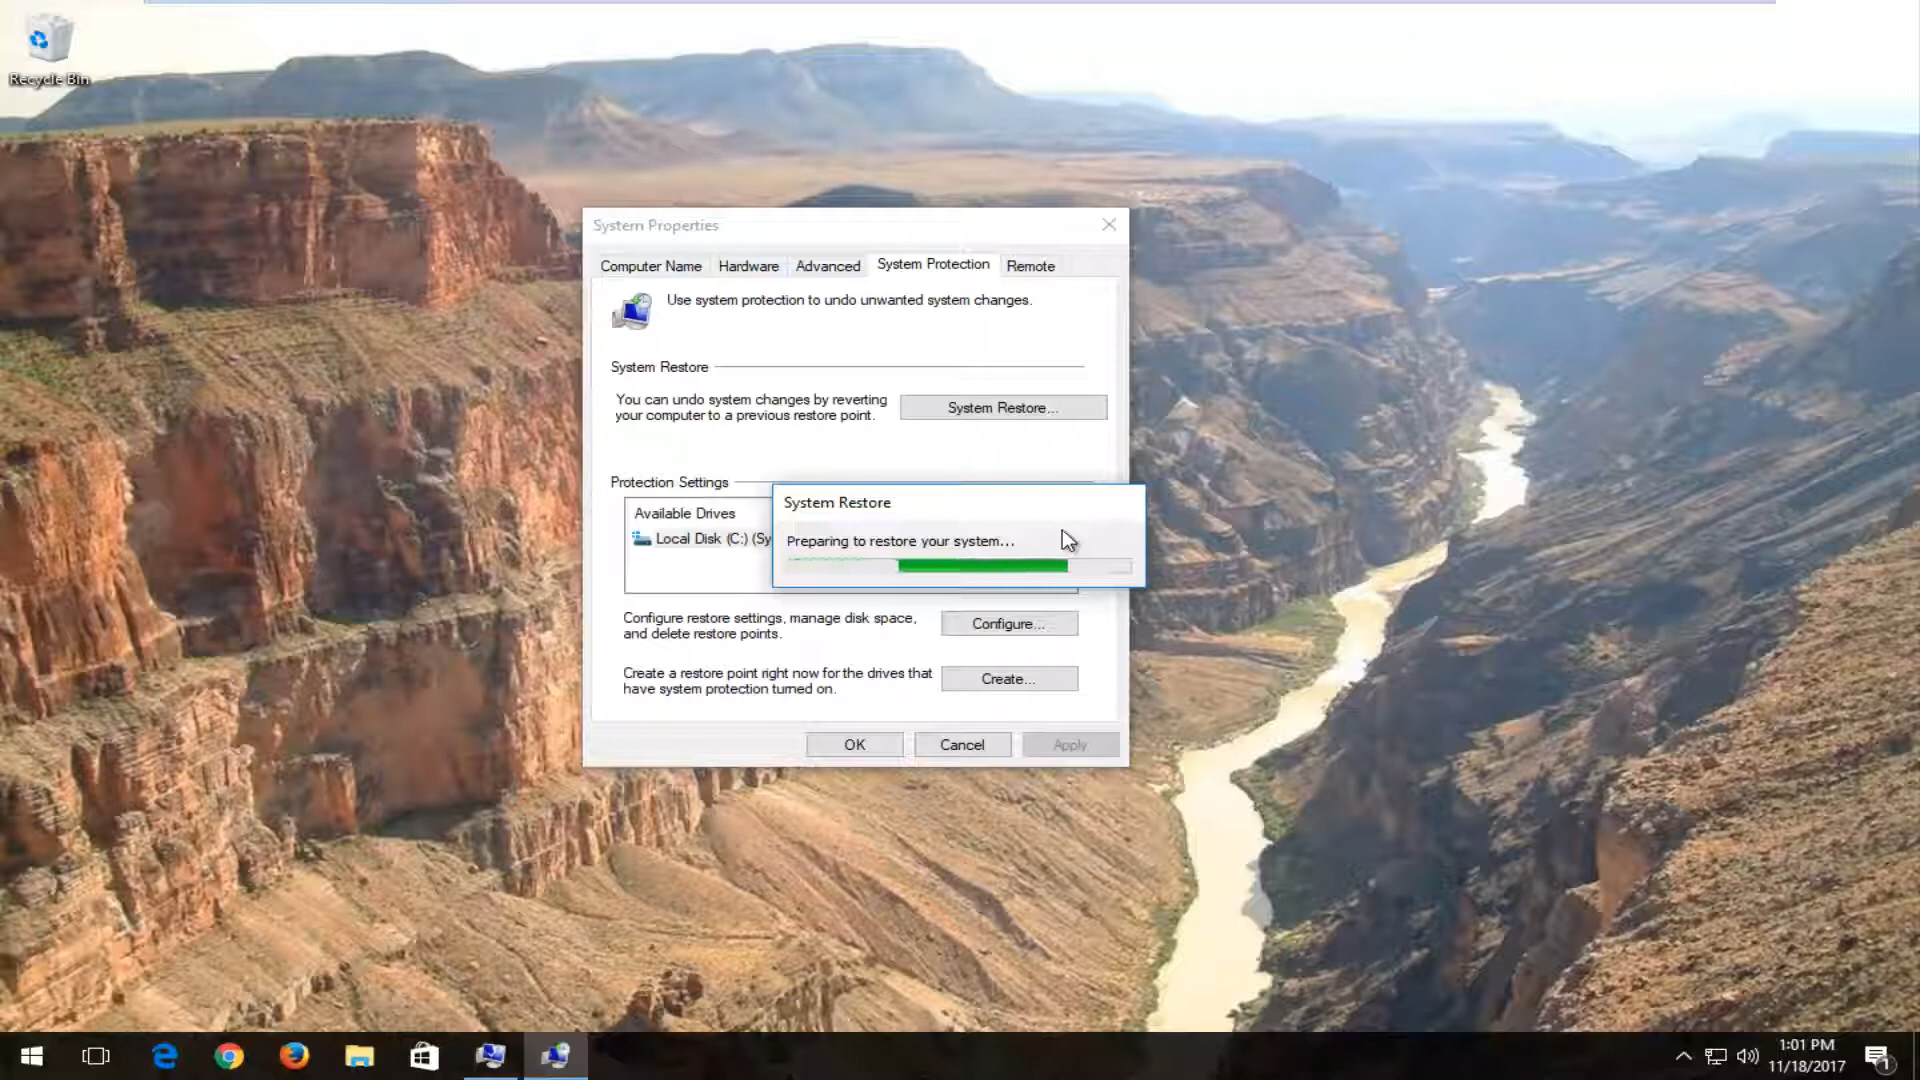 Recycle Bin
System Properties
Computer Name
Hardware
Advanced
System Protection
Remote
Use system protection to undo unwanted system changes.
System Restore
You can undo system changes by reverting
your computer to a previous restore point.
System Restore...
Protection Settings
Available Drives
Local Disk (C:) (Sy
System Restore
Preparing to restore your system...
Configure restore settings, manage disk space,
and delete restore points.
Configure...
Create a restore point right now for the drives that
have system protection turned on.
Create...
OK
Cancel
Apply
1:01 PM
11/18/2017
1